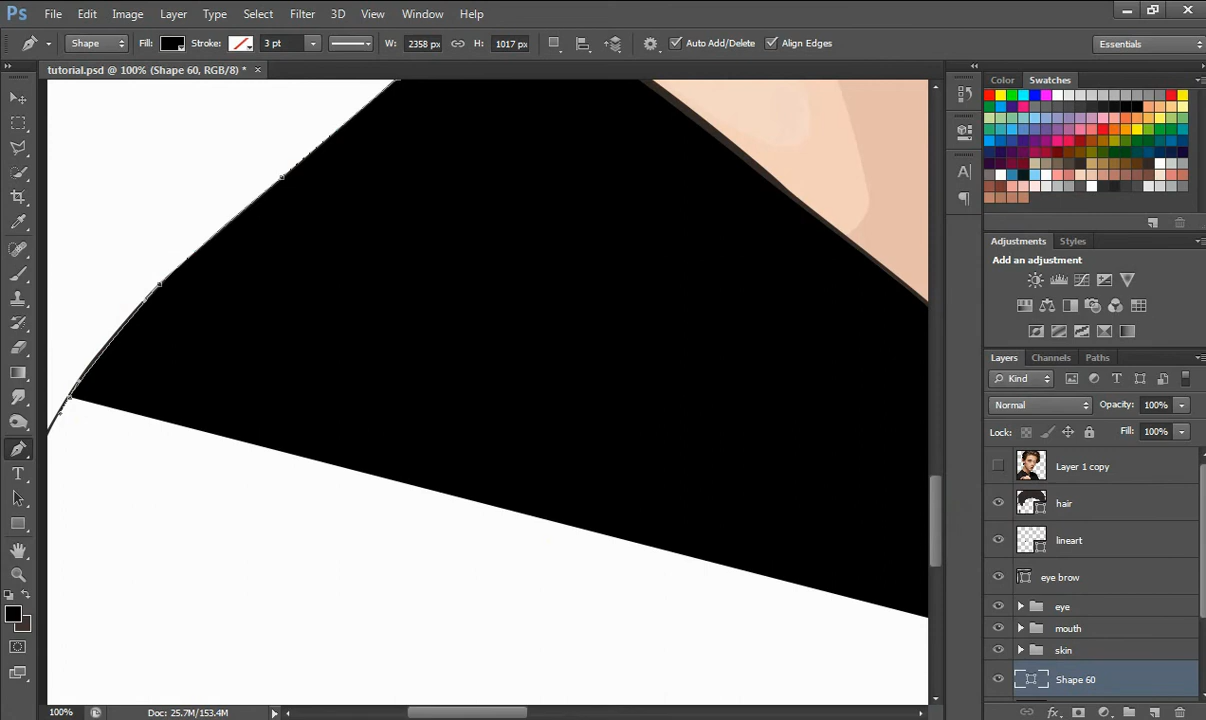 Ps File Edit Image Layer Type Select Filter 3D View Window Help
Shape Fill: Stroke: 3 pt W: 2358 px H: 1017 px Auto Add/Delete Align Edges Essentials
tutorial.psd @ 100% (Shape 60, RGB/8) * ×
Color Swatches
Adjustments Styles
Add an adjustment
Layers Channels Paths
Kind
Normal Opacity: 100%
Lock: Fill: 100%
Layer 1 copy
hair
lineart
eye brow
eye
mouth
skin
Shape 60
100% Doc: 25.7M/153.4M